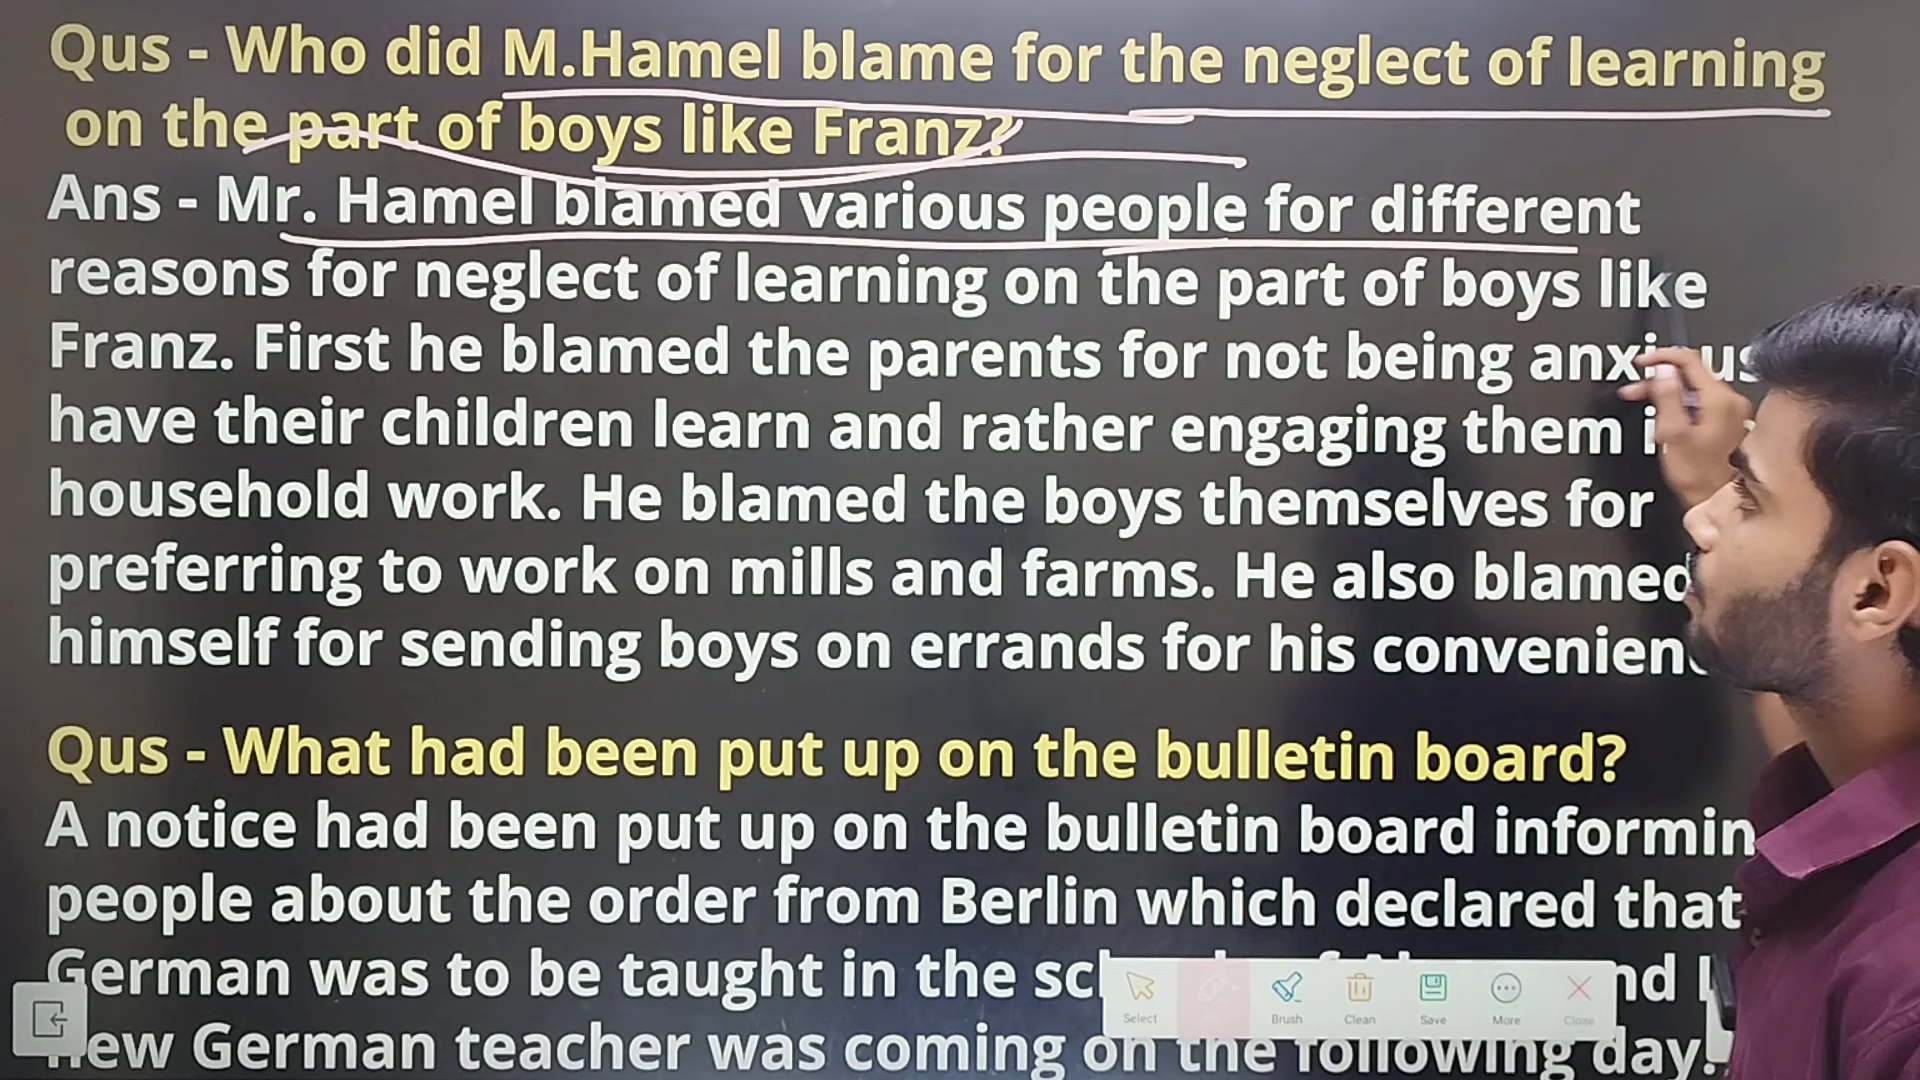 Qus - Who did M.Hamel blame for the neglect of learning
on the part of boys like Franz?
Ans - Mr. Hamel blamed various people for different
reasons for neglect of learning on the part of boys like
Franz. First he blamed the parents for not being
have their children learn and rather engaging them
household work. He blamed the boys themselves for
preferring to work on mills and farms. He also blamed
himself for sending boys on errands for his
Qus - What had been put up on the bulletin board?
A notice had been put up on the bulletin board
people about the order from Berlin which declared that
German was to be taught in the
new German teacher was coming on the following day.
Select
Brush
Clean
Save
More
Close